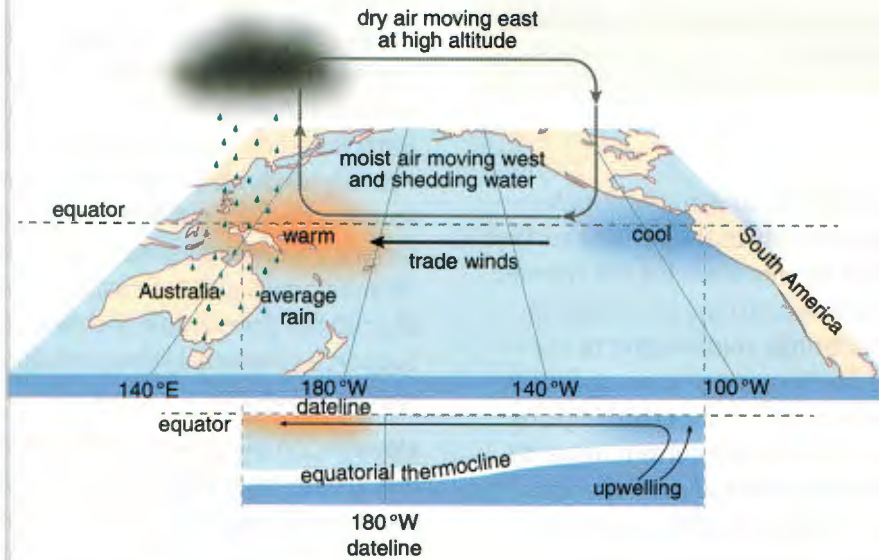 dry air moving east
at high altitude
moist air moving west
and shedding water
equator
warm
cool
trade winds
South America
Australia
average
rain
140°E
180°W
140°W
100°W
dateline
equator
equatorial thermocline
upwelling
180°W
dateline